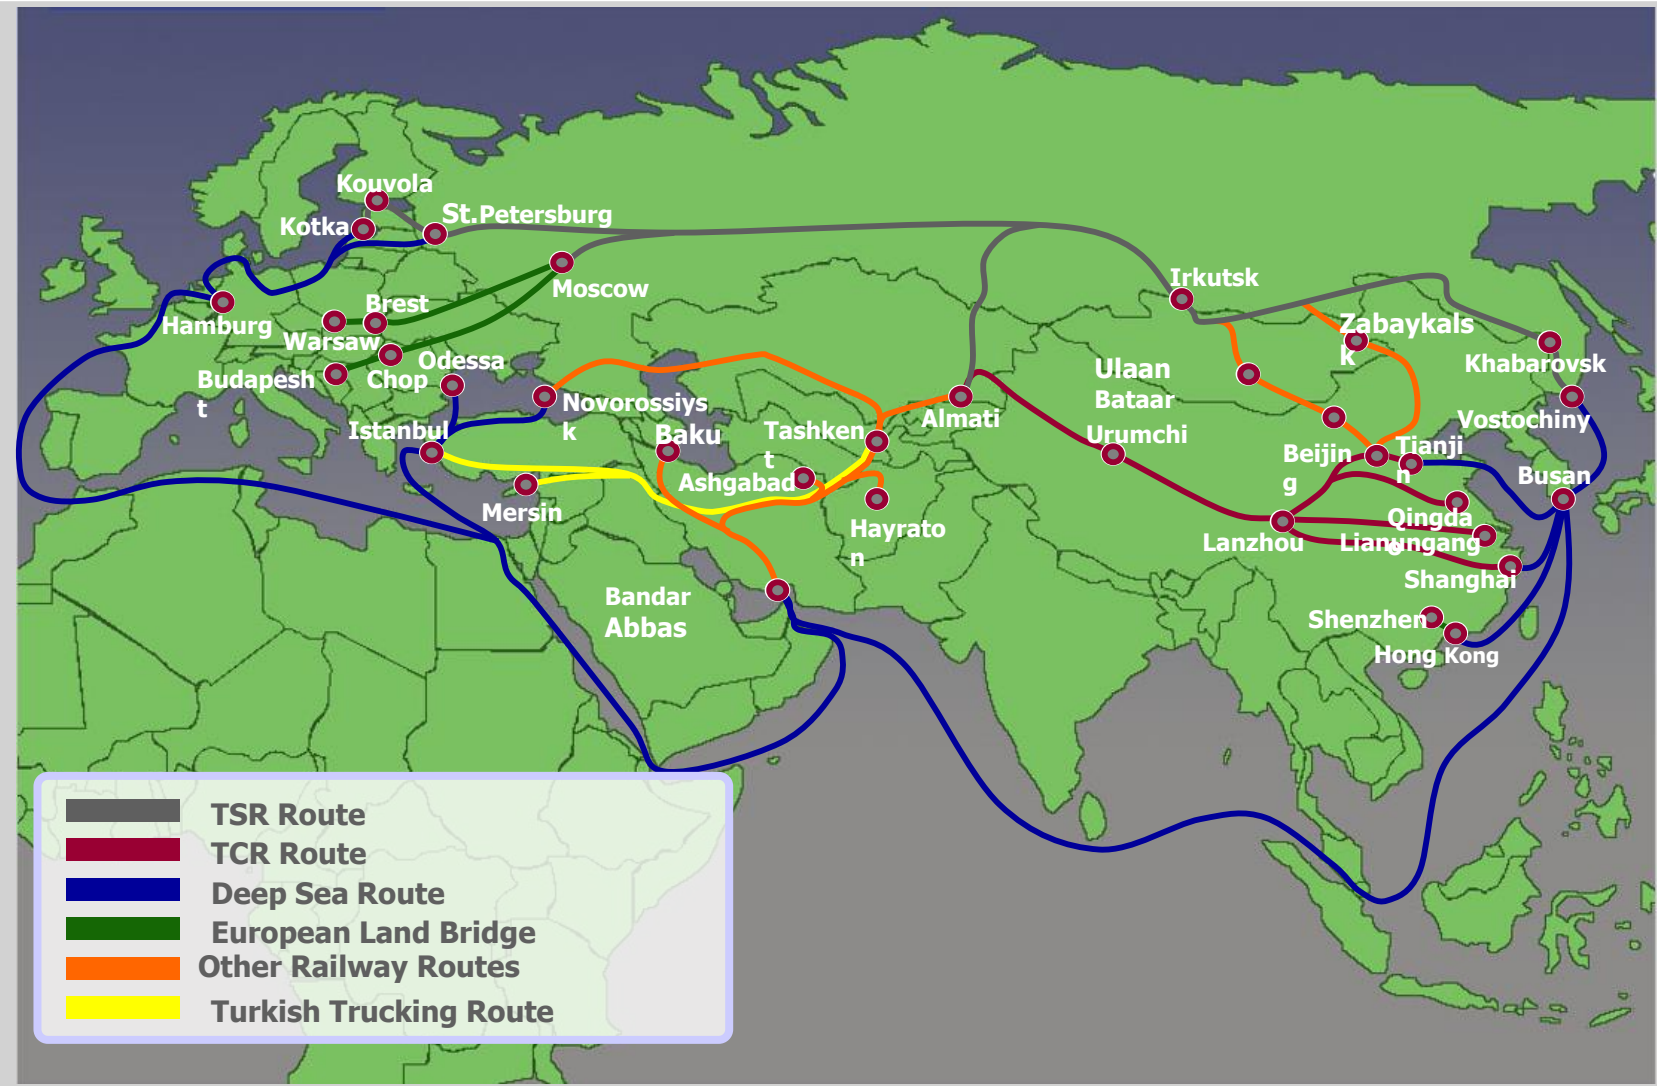 Kouvola
Kotka
St.Petersburg
Moscow
Irkutsk
Hamburg
Brest
Warsaw
Budapesh
t
Chop
Odessa
Zabaykals
k
Khabarovsk
Ulaan
Bataar
Novorossiys
k
Istanbul
Baku
Tashken
t
Almati
Urumchi
Vostochiny
Beijin
g
Tianji
n
Busan
Ashgabad
Mersin
Hayrato
n
Lanzhou
Qingda
o
Lianyungang
Shanghai
Bandar
Abbas
Shenzhen
Hong Kong
TSR Route
TCR Route
Deep Sea Route
European Land Bridge
Other Railway Routes
Turkish Trucking Route